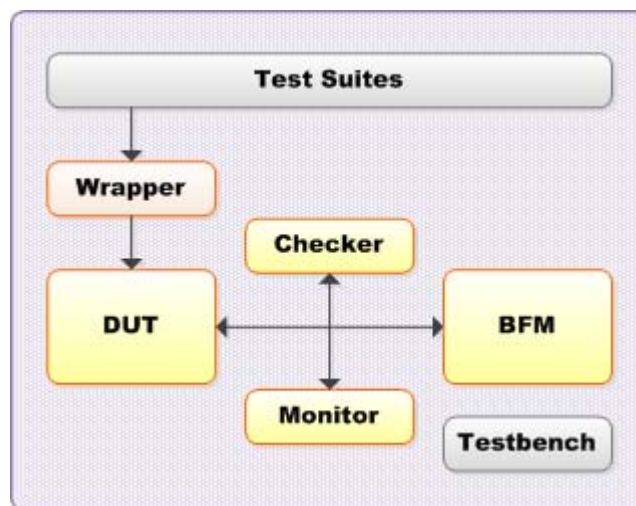 Test Suites
Wrapper
Checker
DUT
BFM
Monitor
Testbench